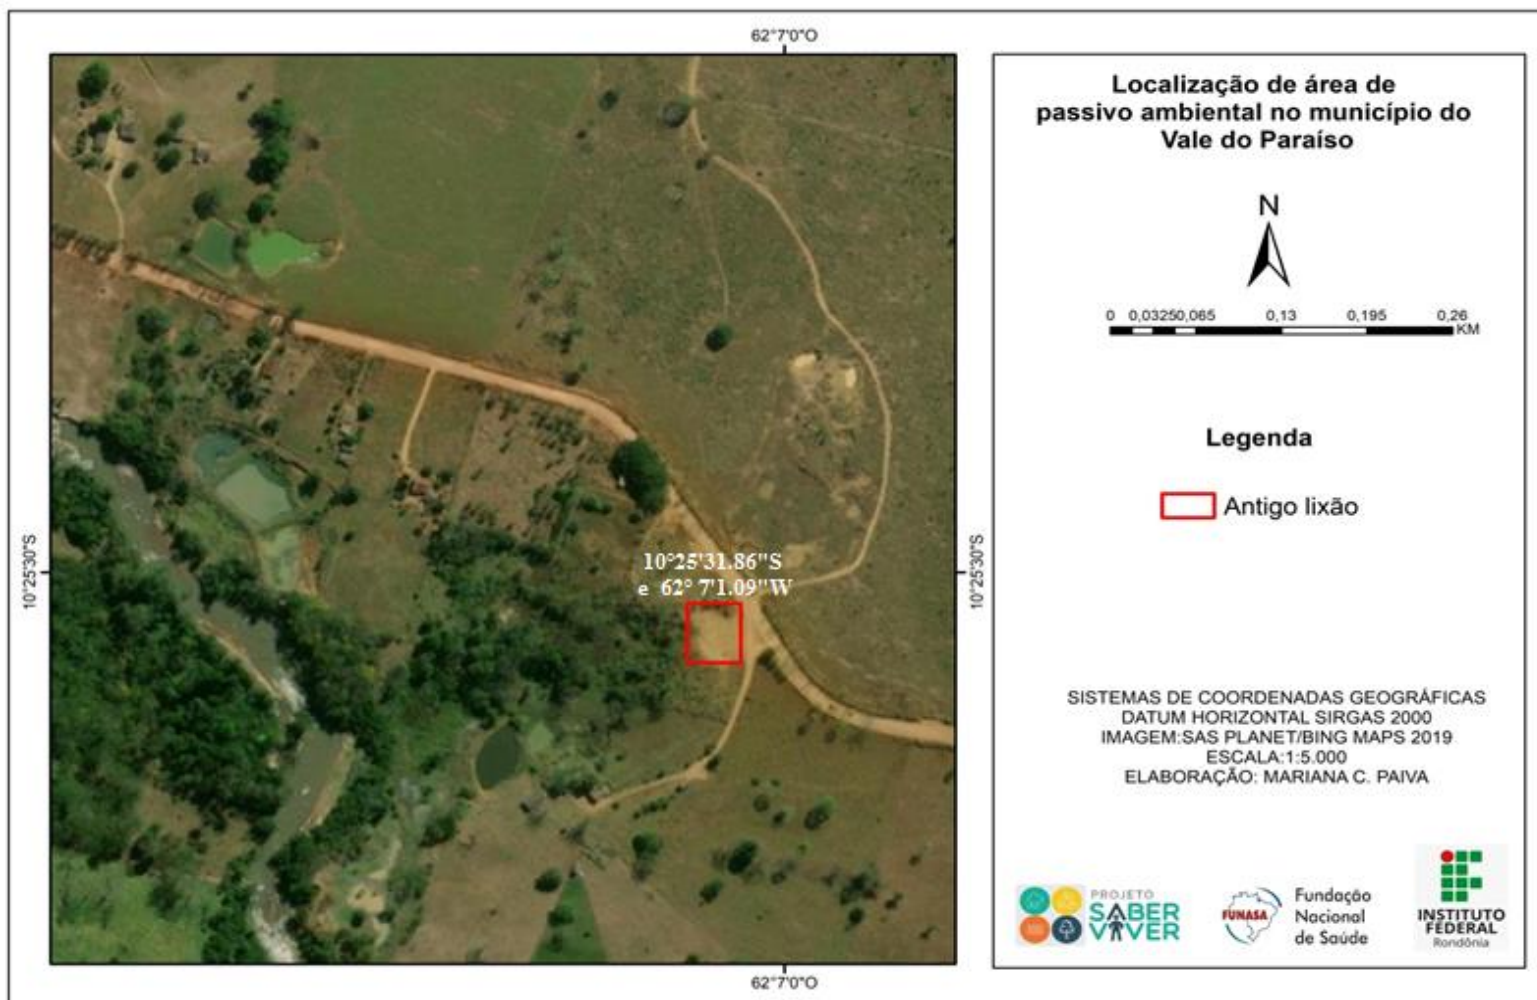 62°7'0"O
10°25'30"S
10°25'31.86"S
e 62° 7'1.09"W
10°25'30"S
62°7'0"O
Localização de área de
passivo ambiental no município do
Vale do Paraíso
N
0 0,03250,065 0,13 0,195 0,26
KM
Legenda
Antigo lixão
SISTEMAS DE COORDENADAS GEOGRÁFICAS
DATUM HORIZONTAL SIRGAS 2000
IMAGEM:SAS PLANET/BING MAPS 2019
ESCALA:1:5.000
ELABORAÇÃO: MARIANA C. PAIVA
PROJETO
SABER
VIVER
FUNASA
Fundação
Nacional
de Saúde
INSTITUTO
FEDERAL
Rondônia